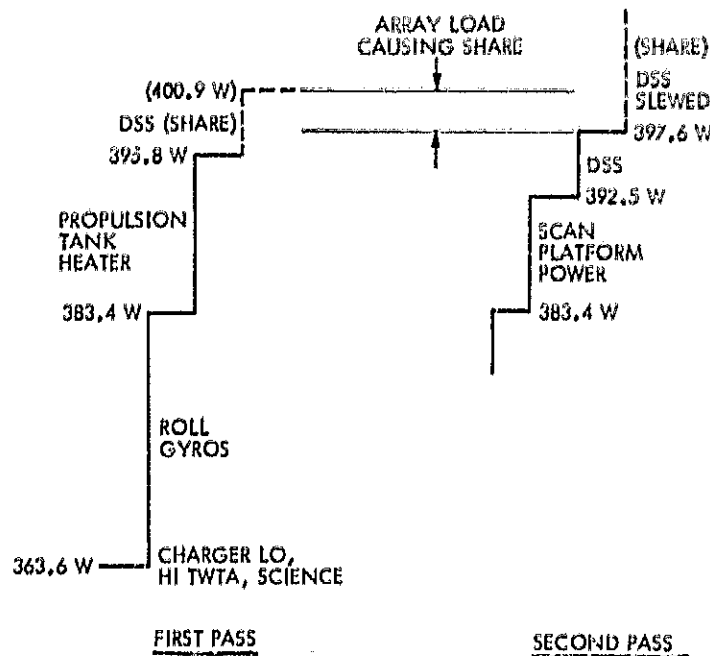 ARRAY LOAD
CAUSING SHARE
(SHARE)
DSS
SLEWED
(400.9 W)
DSS (SHARE)
395.8 W
397.6 W
DSS
392.5 W
PROPULSION
TANK
HEATER
SCAN
PLATFORM
POWER
383.4 W
383.4 W
ROLL
GYROS
363.6 W
CHARGER LO,
HI TWTA, SCIENCE
FIRST PASS
SECOND PASS